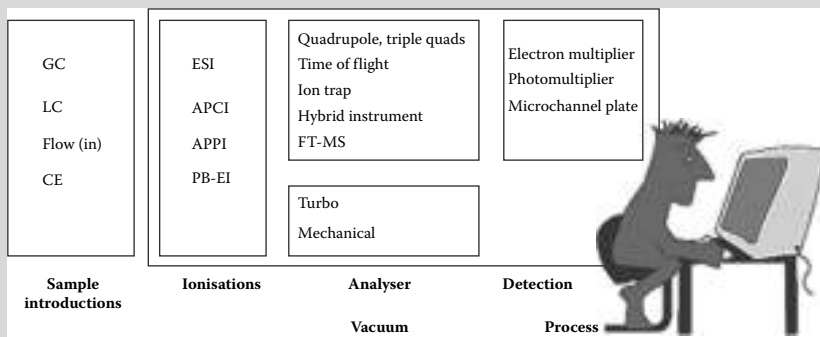 GC
LC
Flow (in)
CE
ESI
APCI
APPI
PB-EI
Quadrupole, triple quads
Time of flight
Ion trap
Hybrid instrument
FT-MS
Turbo
Mechanical
Electron multiplier
Photomultiplier
Microchannel plate
Sample
introductions
Ionisations
Analyser
Detection
Vacuum
Process